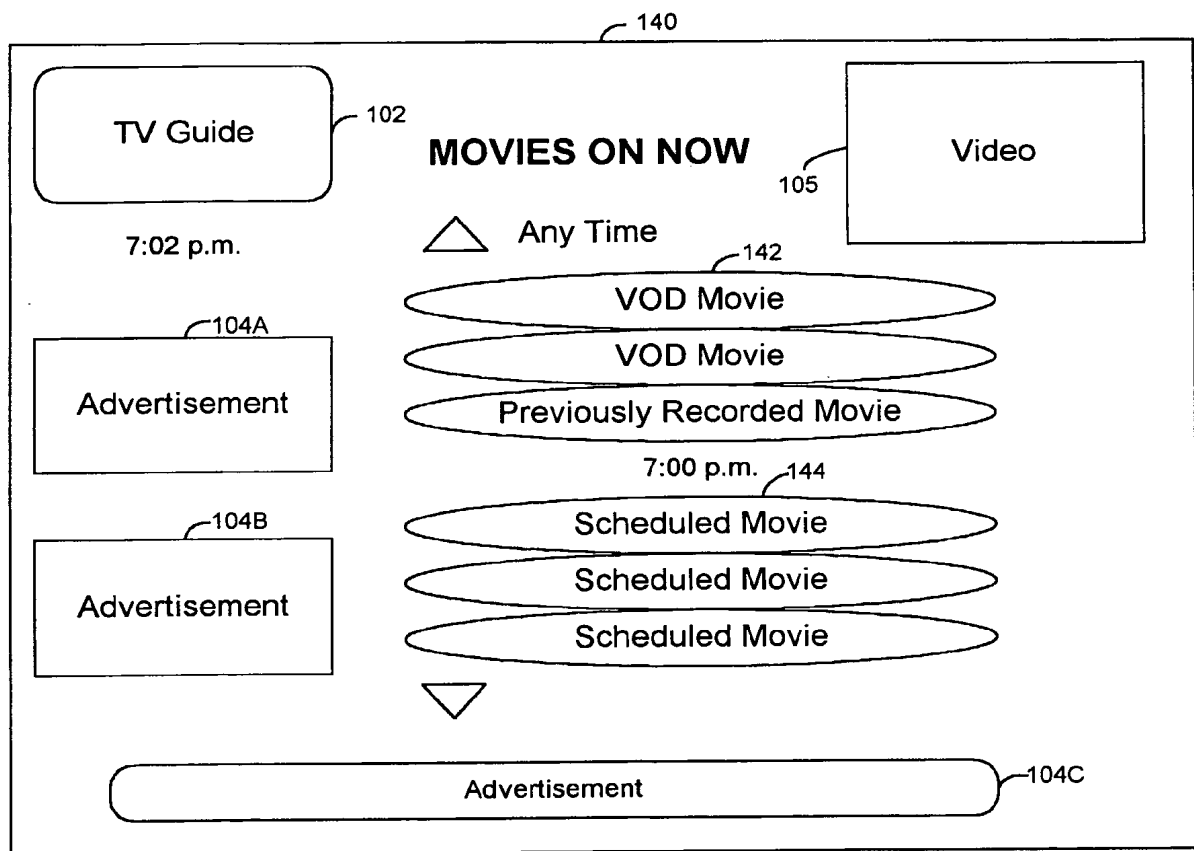 140
TV Guide
102
MOVIES ON NOW
Video
105
7:02 p.m.
Any Time
142
VOD Movie
104A
VOD Movie
Advertisement
Previously Recorded Movie
7:00 p.m.
144
104B
Scheduled Movie
Advertisement
Scheduled Movie
Scheduled Movie
Advertisement
104C